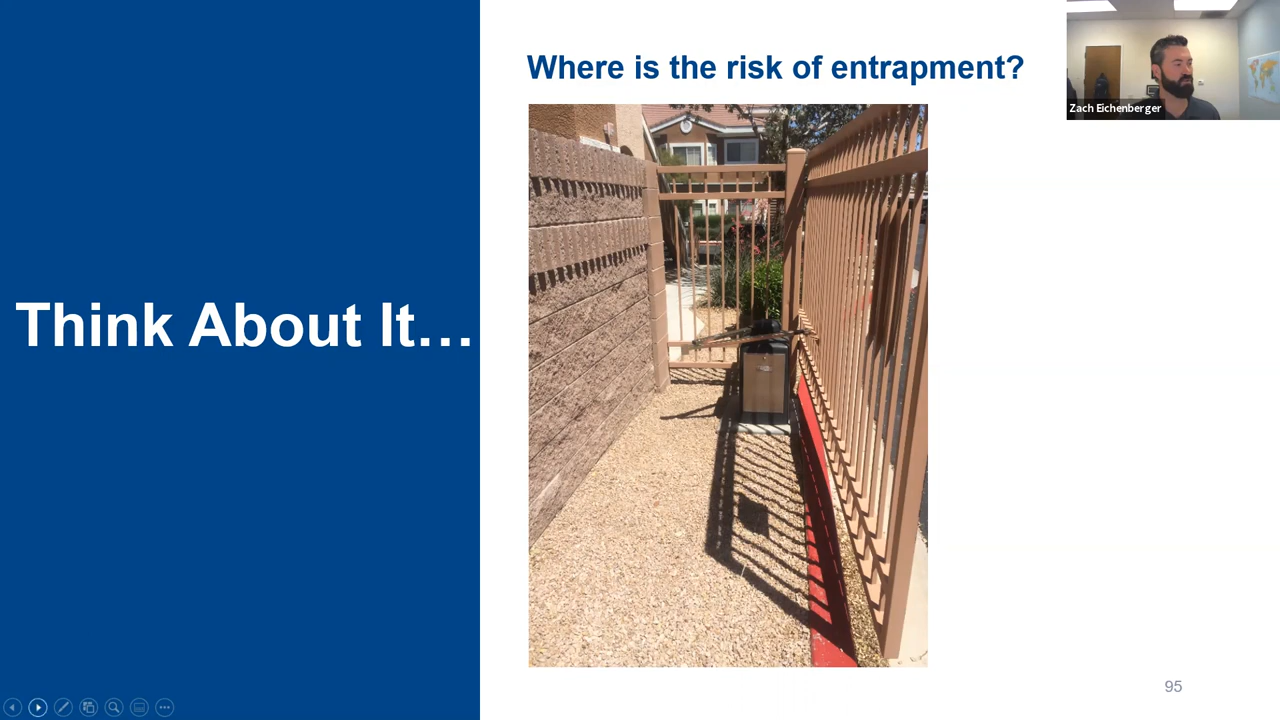 Think About It…
Where is the risk of entrapment?
Zach Eichenberger
95